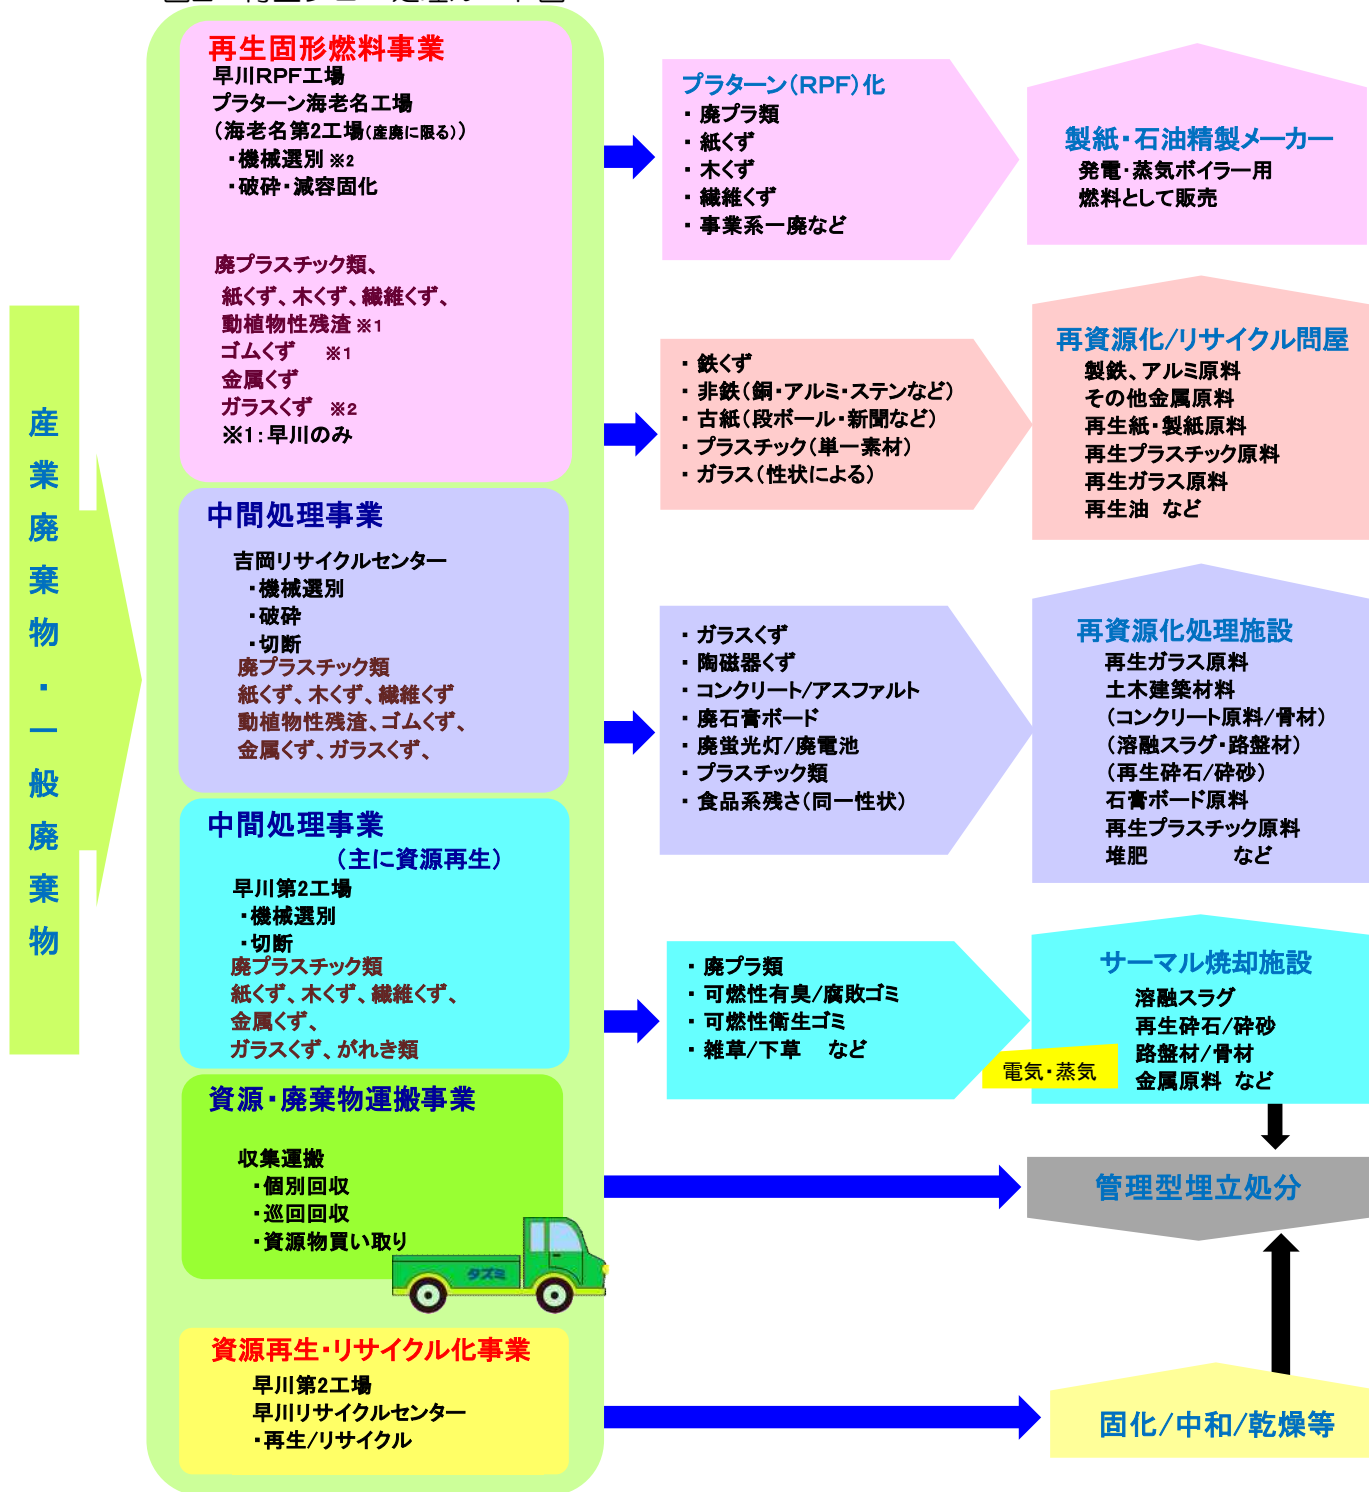 産業廃棄物・一般廃棄物
再生固形燃料事業
早川RPF工場
プラターン海老名工場
(海老名第2工場(産廃に限る))
・機械選別 ※2
・破砕・減容固化
廃プラスチック類、
紙くず、木くず、繊維くず、
動植物性残渣 ※1
ゴムくず ※1
金属くず
ガラスくず ※2
※1：早川のみ
中間処理事業
吉岡リサイクルセンター
・機械選別
・破砕
・切断
廃プラスチック類
紙くず、木くず、繊維くず
動植物性残渣、ゴムくず、
金属くず、ガラスくず、
中間処理事業
(主に資源再生)
早川第2工場
・機械選別
・切断
廃プラスチック類
紙くず、木くず、繊維くず、
金属くず、
ガラスくず、がれき類
資源・廃棄物運搬事業
収集運搬
・個別回収
・巡回回収
・資源物買い取り
タズミ
資源再生・リサイクル化事業
早川第2工場
早川リサイクルセンター
・再生/リサイクル
プラターン(RPF)化
・ 廃プラ類
・ 紙くず
・ 木くず
・ 繊維くず
・ 事業系一廃など
・ 鉄くず
・ 非鉄(銅・アルミ・ステンなど)
・ 古紙(段ボール・新聞など)
・ プラスチック(単一素材)
・ ガラス(性状による)
・ ガラスくず
・ 陶磁器くず
・ コンクリート/アスファルト
・ 廃石膏ボード
・ 廃蛍光灯/廃電池
・ プラスチック類
・ 食品系残さ(同一性状)
・ 廃プラ類
・ 可燃性有臭/腐敗ゴミ
・ 可燃性衛生ゴミ
・ 雑草/下草 など
電気・蒸気
製紙・石油精製メーカー
発電・蒸気ボイラー用
燃料として販売
再資源化/リサイクル問屋
製鉄、アルミ原料
その他金属原料
再生紙・製紙原料
再生プラスチック原料
再生ガラス原料
再生油 など
再資源化処理施設
再生ガラス原料
土木建築材料
(コンクリート原料/骨材)
(溶融スラグ・路盤材)
(再生砕石/砕砂)
石膏ボード原料
再生プラスチック原料
堆肥 など
サーマル焼却施設
溶融スラグ
再生砕石/砕砂
路盤材/骨材
金属原料 など
管理型埋立処分
固化/中和/乾燥等